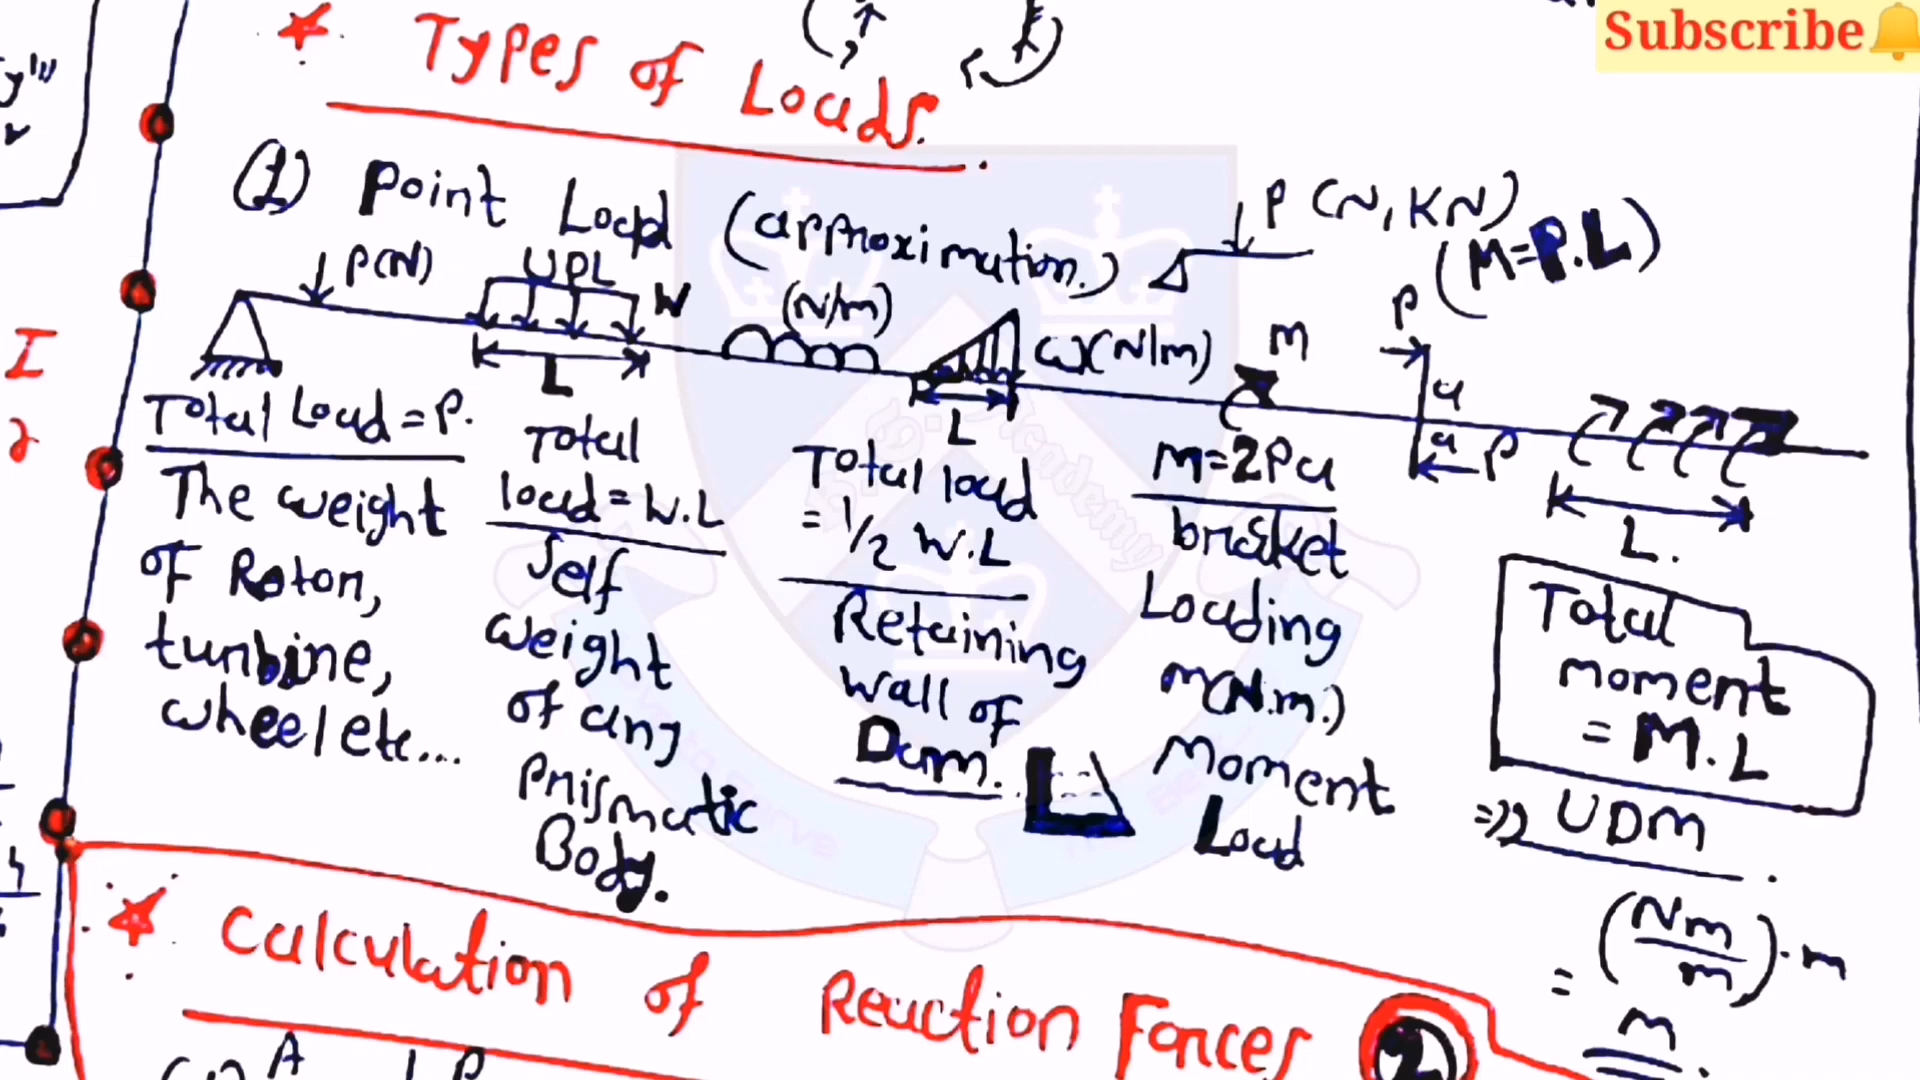 Subscribe
Types of Loads.
(1) Point Load (approximation.)
P (N, KN)
(M=P.L)
P(N)
UDL
W
(N/m)
ω(N/m)
M
P
a
a
P
L
L
L.
Total Load = P.
The weight
of Rotor,
turbine,
wheel etc...
Total
load = W.L
Self
weight
of any
Prismatic
Body.
Total load
= 1/2 W.L
Retaining
wall of
Dam.
M=2Pa
bracket
Loading
m(N.m.)
Moment
Load
Total
moment
= M.L
=>> UDM
= (Nm/m).m
m
Calculation of Reaction Forces
2
A
P